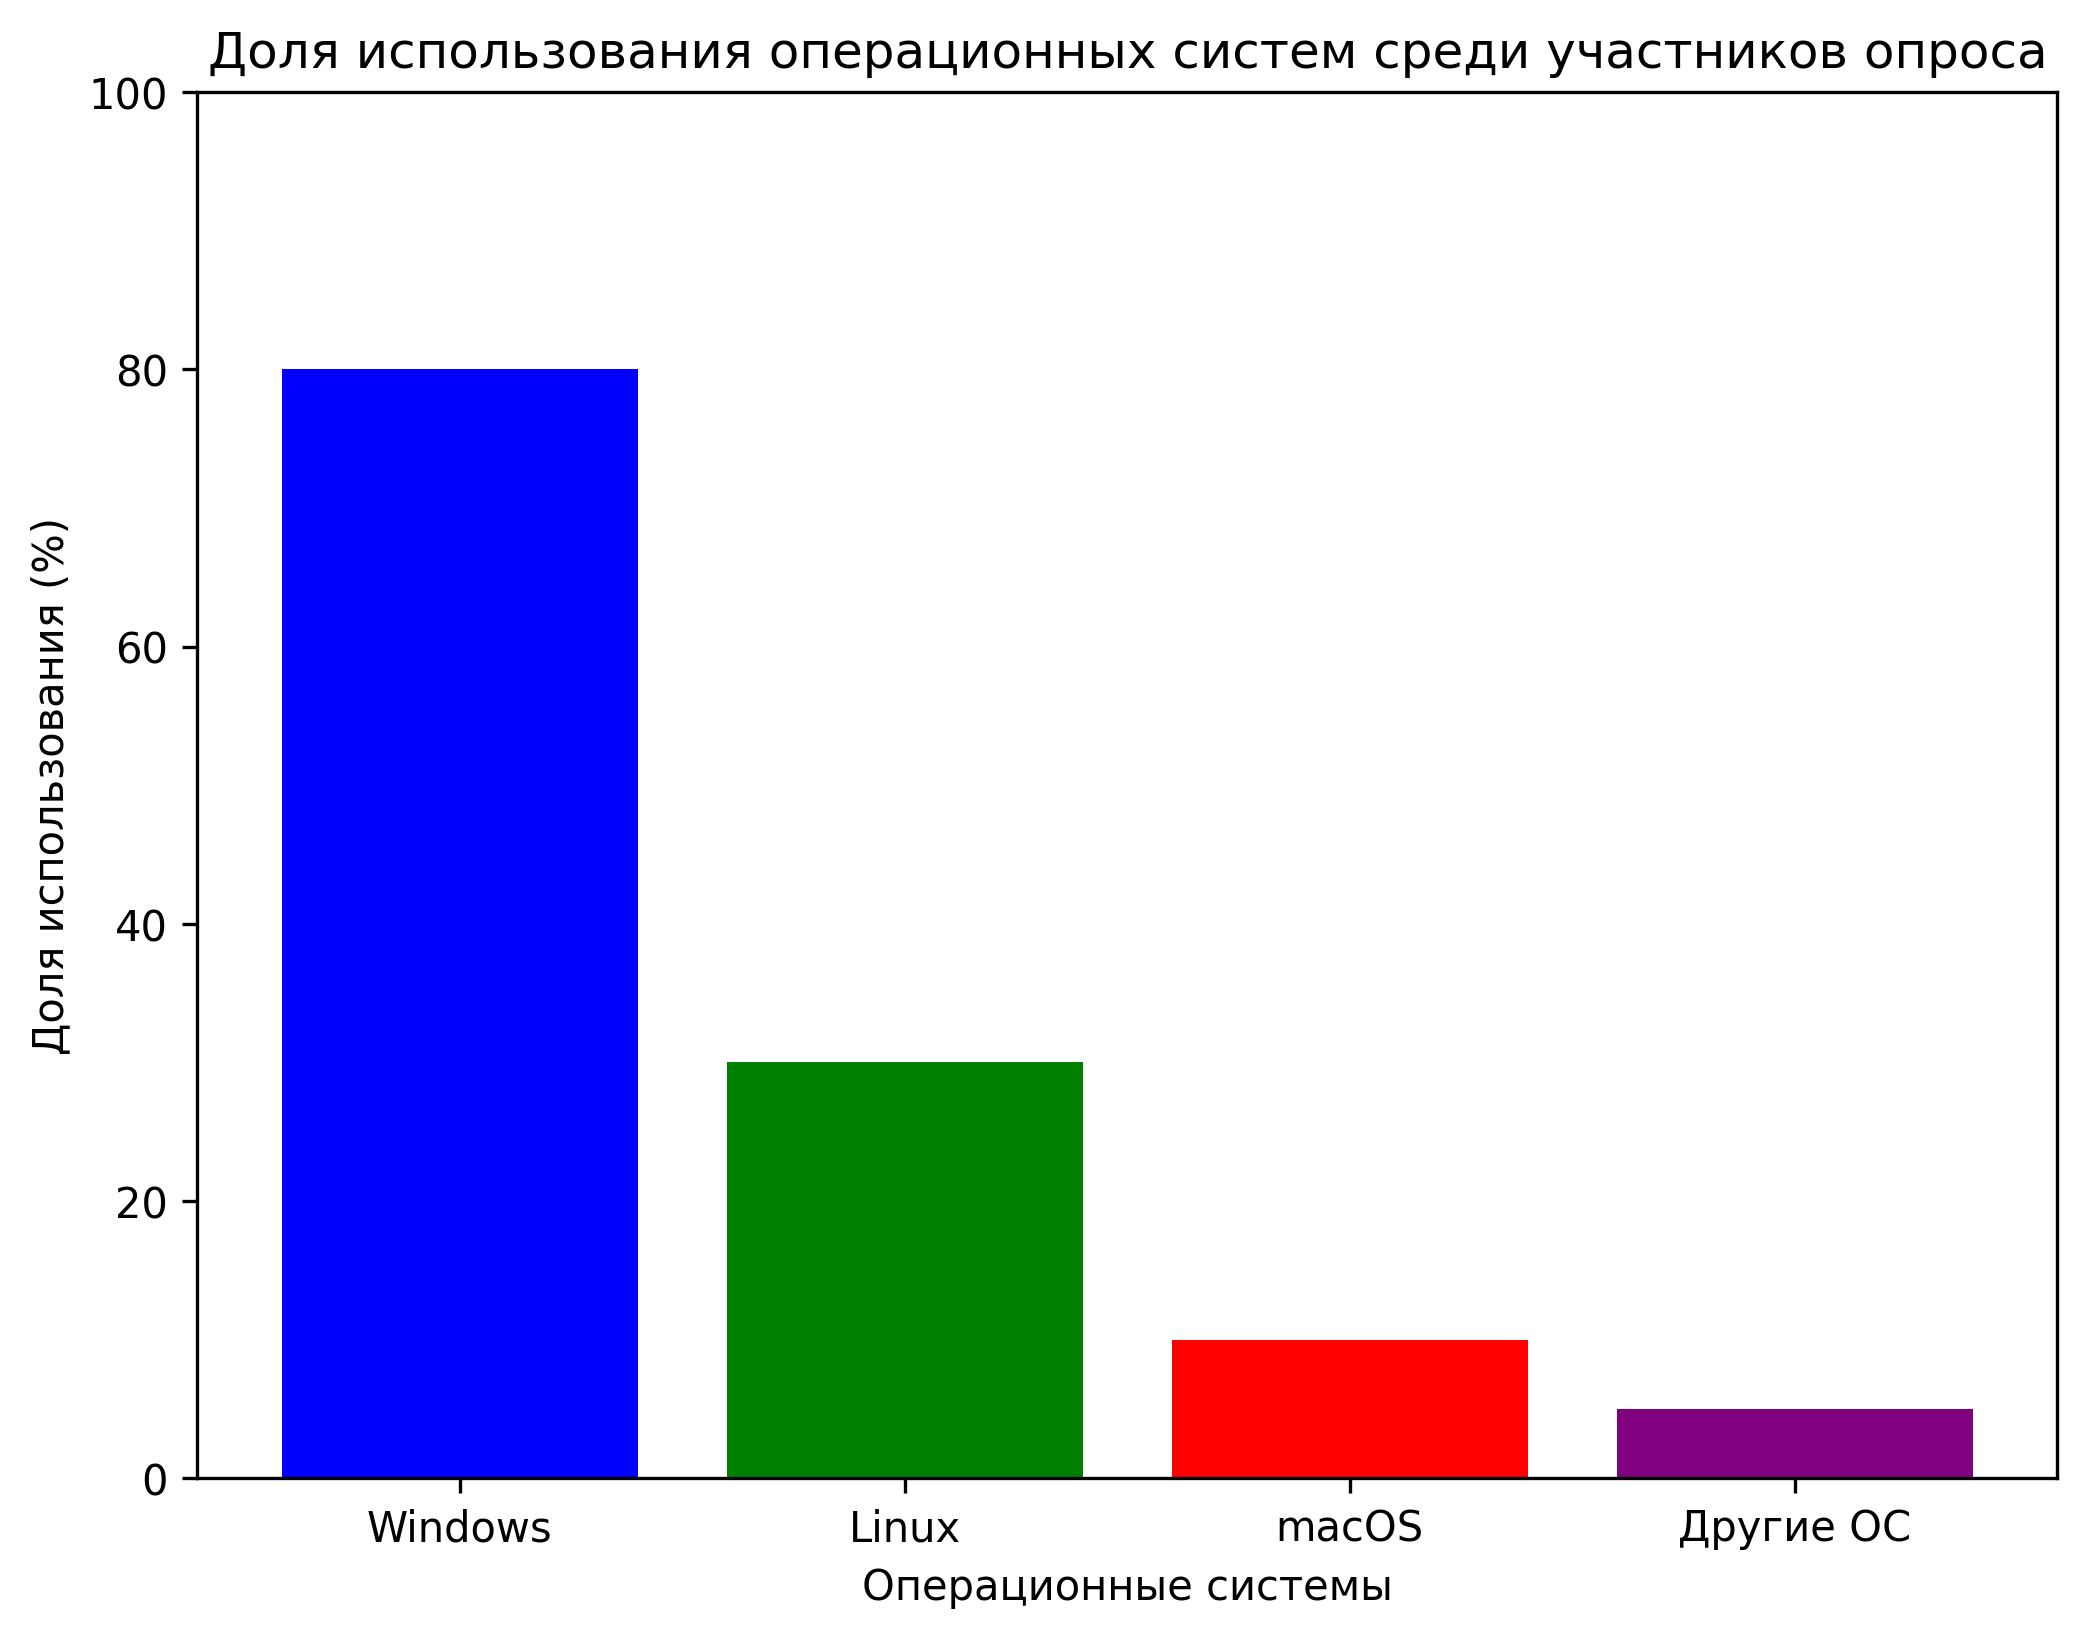 Доля использования операционных систем среди участников опроса
100
80
60
40
20
0
Доля использования (%)
Windows
Linux
macOS
Другие ОС
Операционные системы